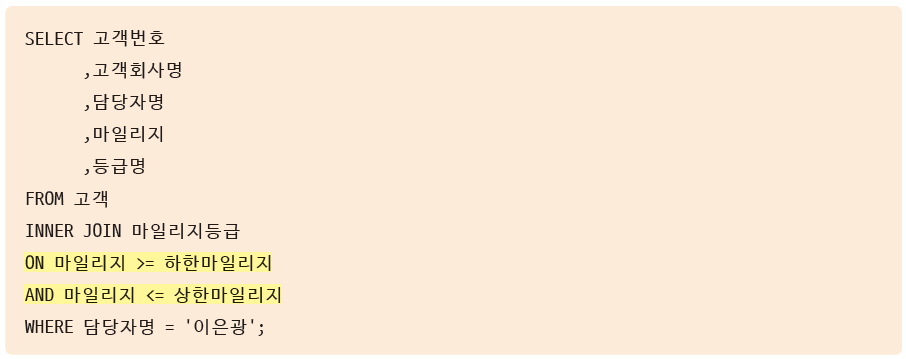 SELECT 고객번호
,고객회사명
,담당자명
,마일리지
,등급명
FROM 고객
INNER JOIN 마일리지등급
ON 마일리지 >= 하한마일리지
AND 마일리지 <= 상한마일리지
WHERE 담당자명 = '이은광';